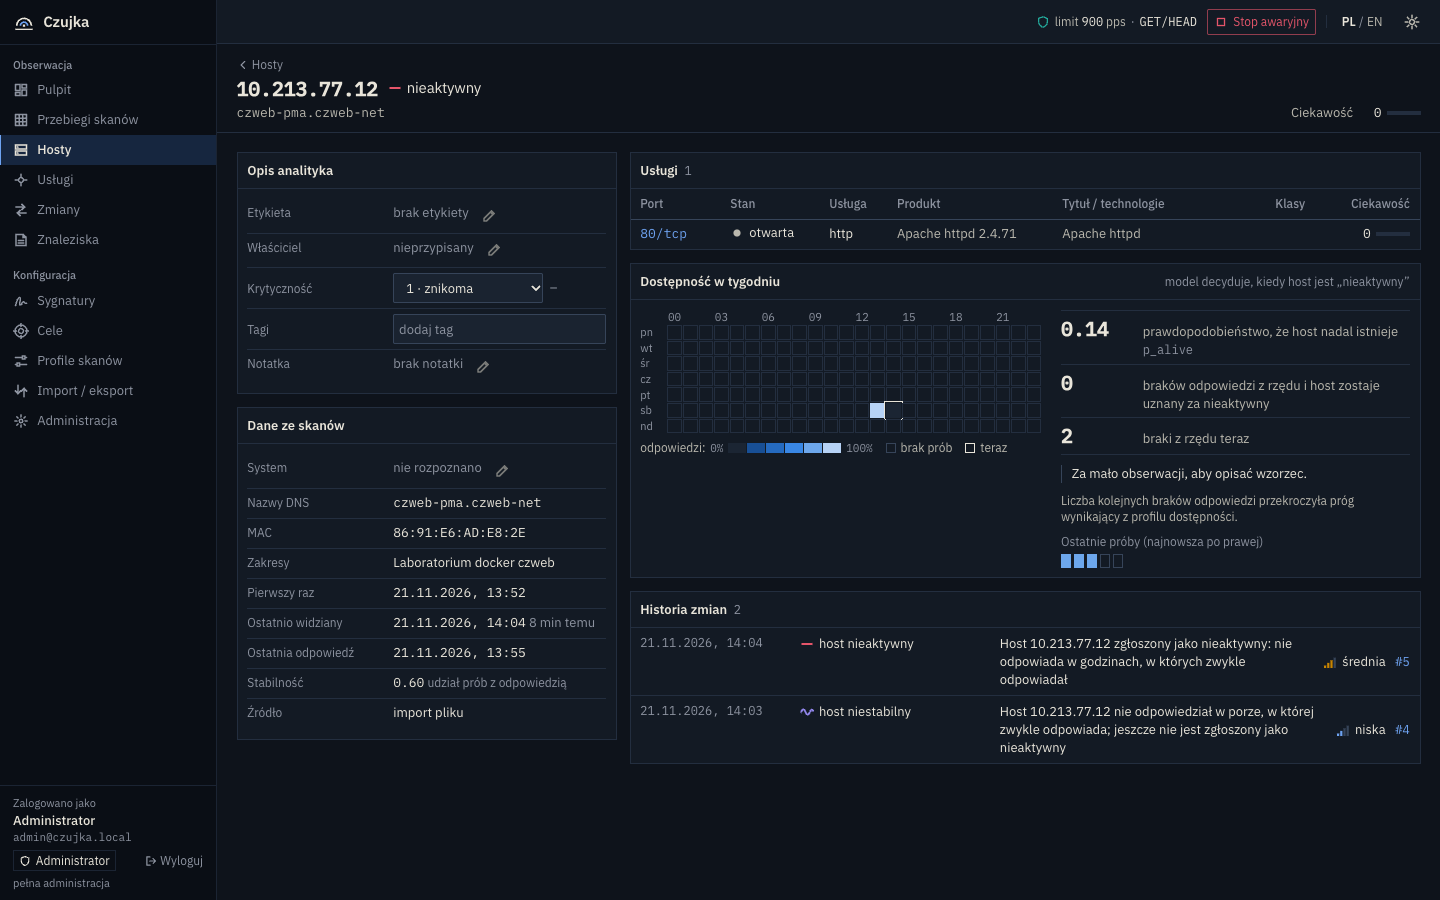 Czujka
limit 900 pps · GET/HEAD
Stop awaryjny
PL / EN
Obserwacja
Pulpit
Przebiegi skanów
Hosty
Usługi
Zmiany
Znaleziska
Konfiguracja
Sygnatury
Cele
Profile skanów
Import / eksport
Administracja
Zalogowano jako
Administrator
admin@czujka.local
Administrator
Wyloguj
pełna administracja
Hosty
10.213.77.12 nieaktywny
czweb-pma.czweb-net
Ciekawość 0
Opis analityka
Etykieta brak etykiety
Właściciel nieprzypisany
Krytyczność 1 · znikoma –
Tagi dodaj tag
Notatka brak notatki
Dane ze skanów
System nie rozpoznano
Nazwy DNS czweb-pma.czweb-net
MAC 86:91:E6:AD:E8:2E
Zakresy Laboratorium docker czweb
Pierwszy raz 21.11.2026, 13:52
Ostatnio widziany 21.11.2026, 14:04 8 min temu
Ostatnia odpowiedź 21.11.2026, 13:55
Stabilność 0.60 udział prób z odpowiedzią
Źródło import pliku
Usługi 1
Port Stan Usługa Produkt Tytuł / technologie Klasy Ciekawość
80/tcp otwarta http Apache httpd 2.4.71 Apache httpd 0
Dostępność w tygodniu
model decyduje, kiedy host jest „nieaktywny”
00 03 06 09 12 15 18 21
pn
wt
śr
cz
pt
sb
nd
odpowiedzi: 0% 100% brak prób teraz
0.14 prawdopodobieństwo, że host nadal istnieje
p_alive
0 braków odpowiedzi z rzędu i host zostaje
uznany za nieaktywny
2 braki z rzędu teraz
Za mało obserwacji, aby opisać wzorzec.
Liczba kolejnych braków odpowiedzi przekroczyła próg
wynikający z profilu dostępności.
Ostatnie próby (najnowsza po prawej)
Historia zmian 2
21.11.2026, 14:04 host nieaktywny
Host 10.213.77.12 zgłoszony jako nieaktywny: nie
odpowiada w godzinach, w których zwykle
odpowiadał
średnia #5
21.11.2026, 14:03 host niestabilny
Host 10.213.77.12 nie odpowiedział w porze, w której
zwykle odpowiada; jeszcze nie jest zgłoszony jako
nieaktywny
niska #4